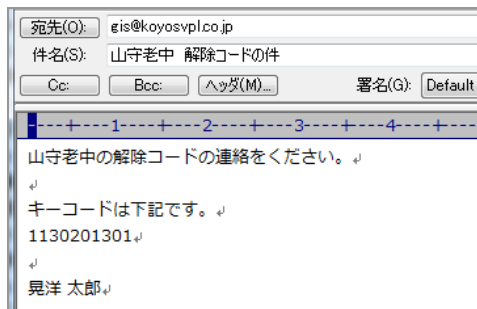 宛先(O): gis@koyosvpl.co.jp
件名(S): 山守老中 解除コードの件
Cc: Bcc: ヘッダ(M)... 署名(G): Default
----+----1----+----2----+----3----+----4----+----
山守老中の解除コードの連絡をください。↲
↲
キーコードは下記です。↲
1130201301↲
↲
晃洋 太郎↲